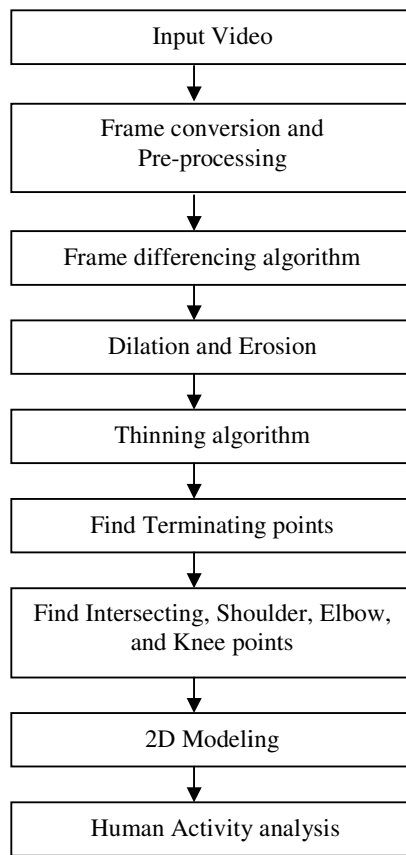 Input Video
Frame conversion and
Pre-processing
Frame differencing algorithm
Dilation and Erosion
Thinning algorithm
Find Terminating points
Find Intersecting, Shoulder, Elbow,
and Knee points
2D Modeling
Human Activity analysis